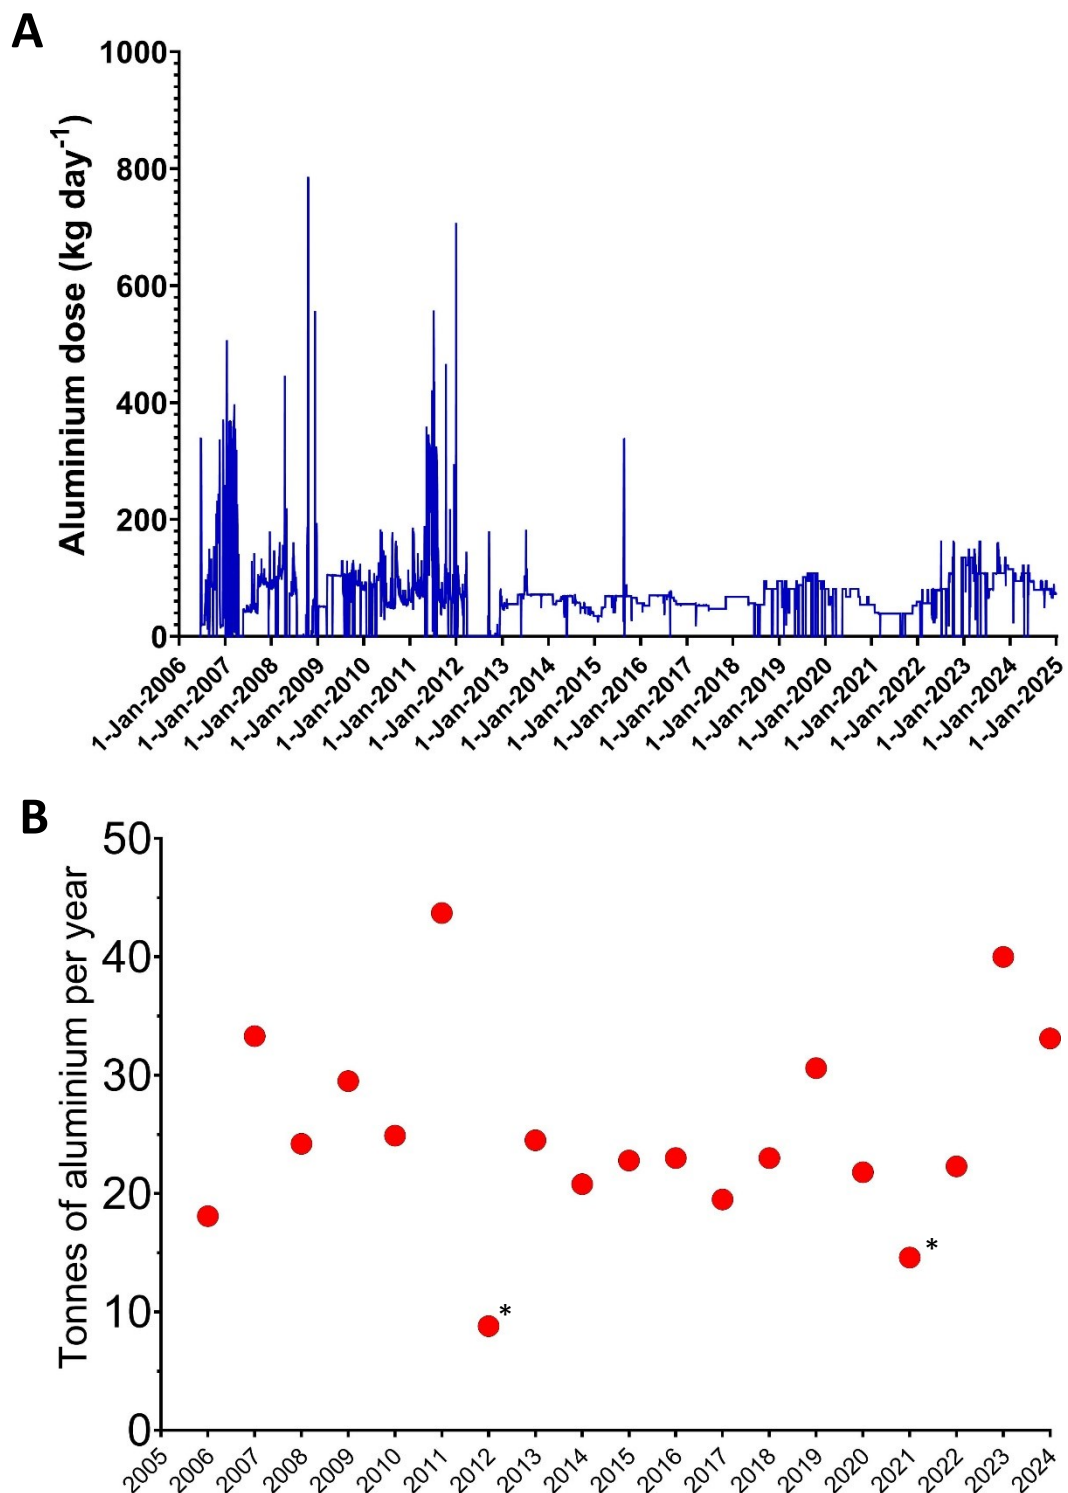 A
Aluminium dose (kg day-1)
1000
800
600
400
200
0
1-Jan-2006
1-Jan-2007
1-Jan-2008
1-Jan-2009
1-Jan-2010
1-Jan-2011
1-Jan-2012
1-Jan-2013
1-Jan-2014
1-Jan-2015
1-Jan-2016
1-Jan-2017
1-Jan-2018
1-Jan-2019
1-Jan-2020
1-Jan-2021
1-Jan-2022
1-Jan-2023
1-Jan-2024
1-Jan-2025
B
Tonnes of aluminium per year
50
40
30
20
10
0
*
*
2005
2006
2007
2008
2009
2010
2011
2012
2013
2014
2015
2016
2017
2018
2019
2020
2021
2022
2023
2024